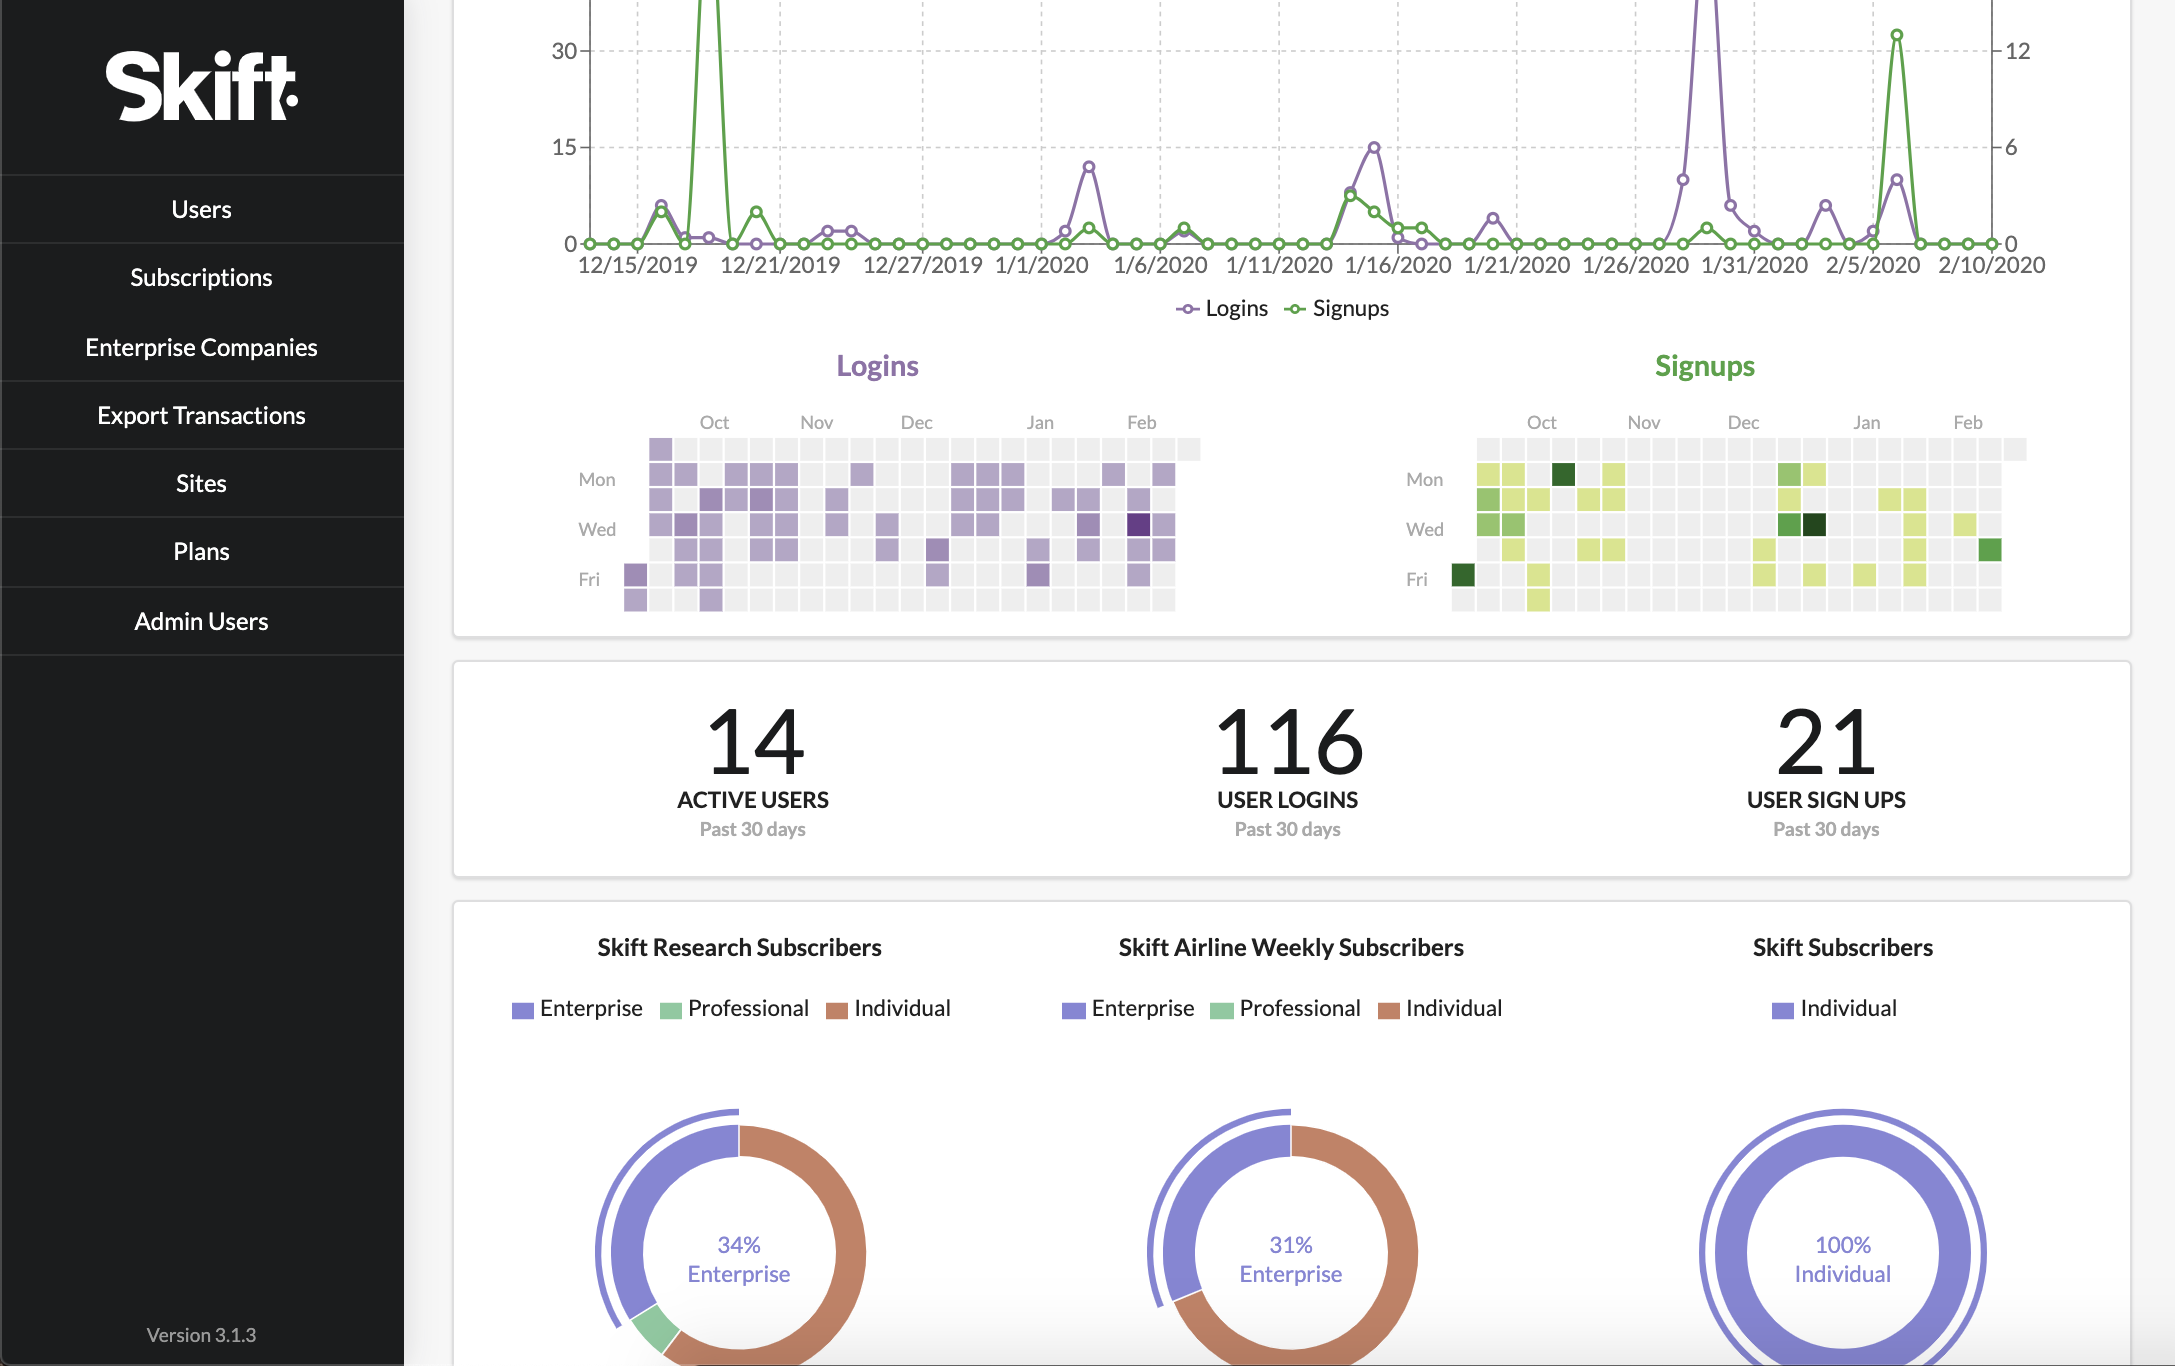 Skift
Users
Subscriptions
Enterprise Companies
Export Transactions
Sites
Plans
Admin Users
Version 3.1.3
30
15
0
12
6
0
12/15/2019 12/21/2019 12/27/2019 1/1/2020 1/6/2020 1/11/2020 1/16/2020 1/21/2020 1/26/2020 1/31/2020 2/5/2020 2/10/2020
Logins Signups
Logins
Oct Nov Dec Jan Feb
Mon
Wed
Fri
Signups
Oct Nov Dec Jan Feb
Mon
Wed
Fri
14
ACTIVE USERS
Past 30 days
116
USER LOGINS
Past 30 days
21
USER SIGN UPS
Past 30 days
Skift Research Subscribers
Enterprise Professional Individual
34%
Enterprise
Skift Airline Weekly Subscribers
Enterprise Professional Individual
31%
Enterprise
Skift Subscribers
Individual
100%
Individual